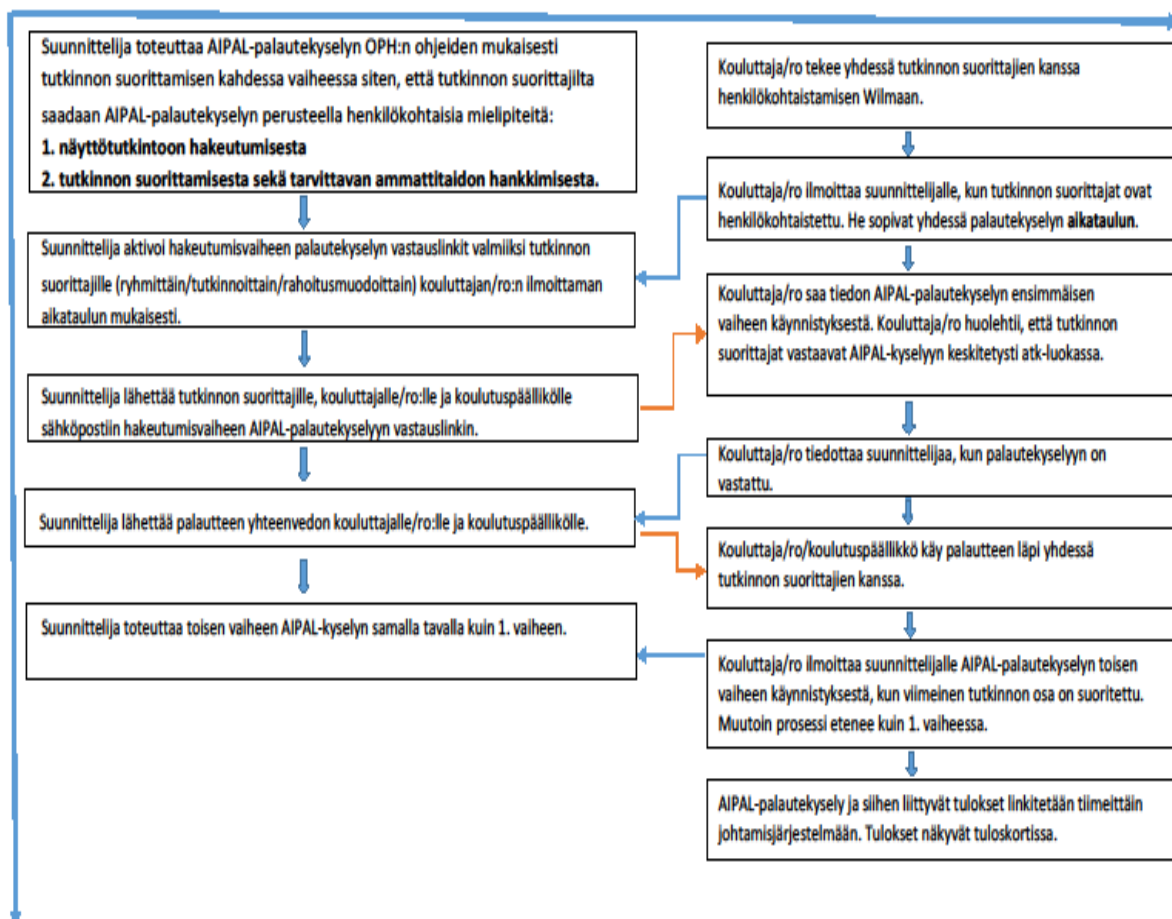 Suunnittelija toteuttaa AIPAL-palautekyselyn OPH:n ohjeiden mukaisesti
tutkinnon suorittamisen kahdessa vaiheessa siten, että tutkinnon suorittajilta
saadaan AIPAL-palautekyselyn perusteella henkilökohtaisia mielipiteitä:
1. näyttötutkintoon hakeutumisesta
2. tutkinnon suorittamisesta sekä tarvittavan ammattitaidon hankkimisesta.
Suunnittelija aktivoi hakeutumisvaiheen palautekyselyn vastauslinkit valmiiksi tutkinnon
suorittajille (ryhmittäin/tutkinnoittain/rahoitusmuodoittain) kouluttajan/ro:n ilmoittaman
aikataulun mukaisesti.
Suunnittelija lähettää tutkinnon suorittajille, kouluttajalle/ro:lle ja koulutuspäällikölle
sähköpostiin hakeutumisvaiheen AIPAL-palautekyselyyn vastauslinkin.
Suunnittelija lähettää palautteen yhteenvedon kouluttajalle/ro:lle ja koulutuspäällikölle.
Suunnittelija toteuttaa toisen vaiheen AIPAL-kyselyn samalla tavalla kuin 1. vaiheen.
Kouluttaja/ro tekee yhdessä tutkinnon suorittajien kanssa
henkilökohtaistamisen Wilmaan.
Kouluttaja/ro ilmoittaa suunnittelijalle, kun tutkinnon suorittajat ovat
henkilökohtaistettu. He sopivat yhdessä palautekyselyn aikataulun.
Kouluttaja/ro saa tiedon AIPAL-palautekyselyn ensimmäisen
vaiheen käynnistyksestä. Kouluttaja/ro huolehtii, että tutkinnon
suorittajat vastaavat AIPAL-kyselyyn keskitetysti atk-luokassa.
Kouluttaja/ro tiedottaa suunnittelijaa, kun palautekyselyyn on
vastattu.
Kouluttaja/ro/koulutuspäällikkö käy palautteen läpi yhdessä
tutkinnon suorittajien kanssa.
Kouluttaja/ro ilmoittaa suunnittelijalle AIPAL-palautekyselyn toisen
vaiheen käynnistyksestä, kun viimeinen tutkinnon osa on suoritettu.
Muutoin prosessi etenee kuin 1. vaiheessa.
AIPAL-palautekysely ja siihen liittyvät tulokset linkitetään tiimeittäin
johtamisjärjestelmään. Tulokset näkyvät tuloskortissa.